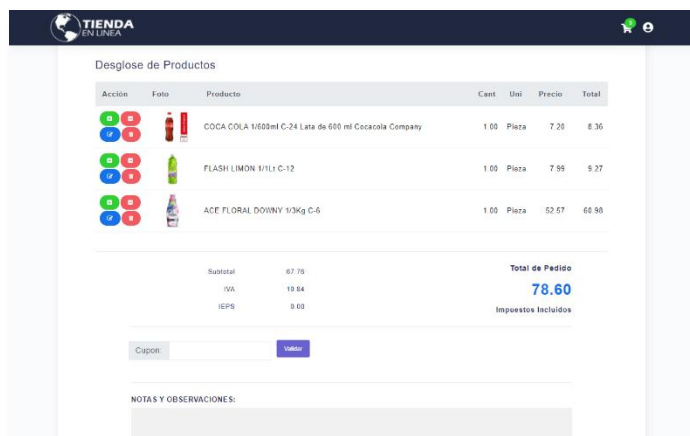 TIENDA
EN LINEA
3
Desglose de Productos
Acción Foto Producto Cant Uni Precio Total
COCA COLA 1/600ml C-24 Lata de 600 ml Cocacola Company 1.00 Pieza 7.20 8.36
FLASH LIMON 1/1Lt C-12 1.00 Pieza 7.99 9.27
ACE FLORAL DOWNY 1/3Kg C-6 1.00 Pieza 52.57 60.98
Subtotal 67.76 Total de Pedido
IVA 10.84 78.60
IEPS 0.00 Impuestos Incluidos
Cupon: Validar
NOTAS Y OBSERVACIONES: